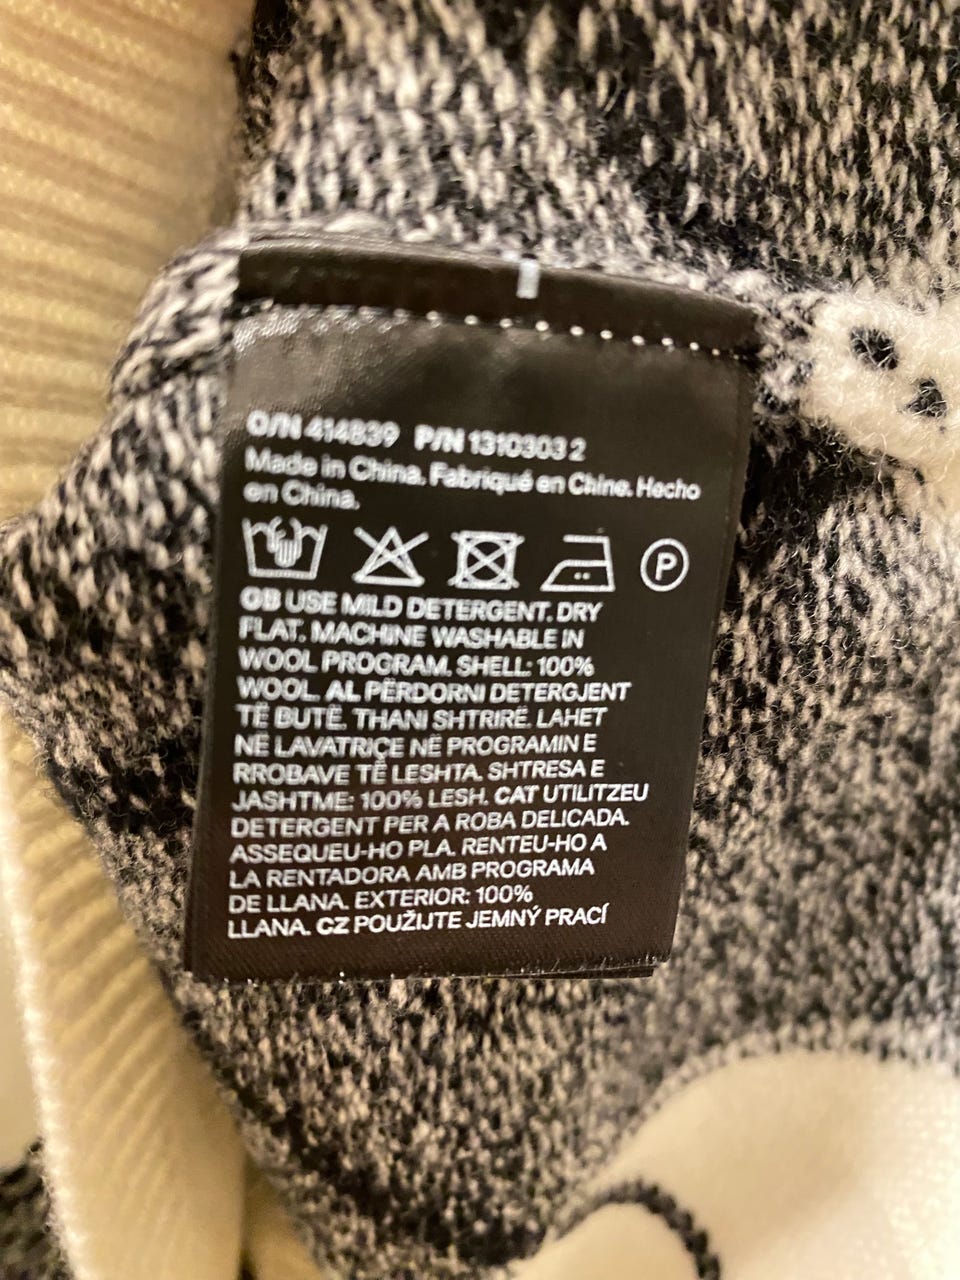 O/N 414839 P/N 1310303 2
Made in China. Fabriqué en Chine. Hecho
en China.
P
GB USE MILD DETERGENT. DRY
FLAT. MACHINE WASHABLE IN
WOOL PROGRAM. SHELL: 100%
WOOL. AL PËRDORNI DETERGJENT
TË BUTË. THANI SHTRIRË. LAHET
NË LAVATRIÇE NË PROGRAMIN E
RROBAVE TË LESHTA. SHTRESA E
JASHTME: 100% LESH. CAT UTILITZEU
DETERGENT PER A ROBA DELICADA.
ASSEQUEU-HO PLA. RENTEU-HO A
LA RENTADORA AMB PROGRAMA
DE LLANA. EXTERIOR: 100%
LLANA. CZ POUŽIJTE JEMNÝ PRACÍ